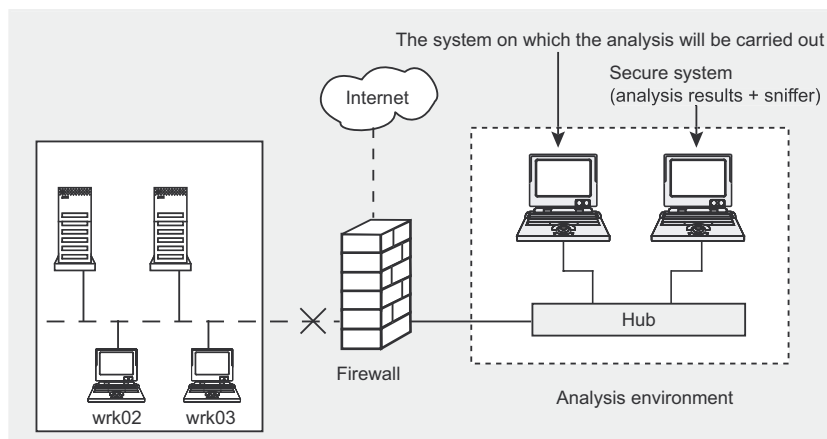 The system on which the analysis will be carried out
Secure system
(analysis results + sniffer)
Internet
Hub
Firewall
Analysis environment
wrk02
wrk03